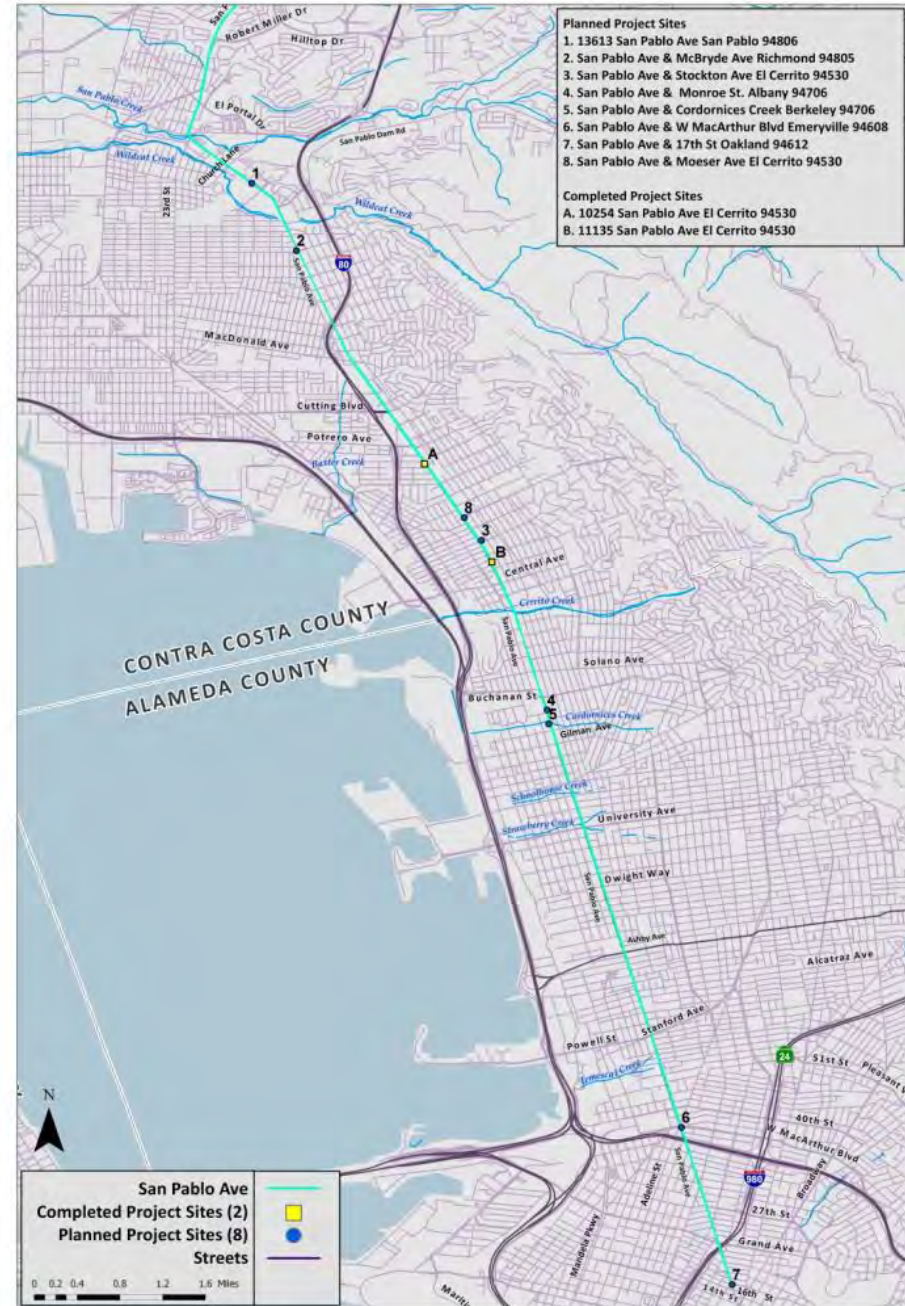 San P
Robert Miller Dr
Hilltop Dr
Planned Project Sites
1. 13613 San Pablo Ave San Pablo 94806
2. San Pablo Ave & McBryde Ave Richmond 94805
3. San Pablo Ave & Stockton Ave El Cerrito 94530
4. San Pablo Ave & Monroe St. Albany 94706
5. San Pablo Ave & Cordornices Creek Berkeley 94706
6. San Pablo Ave & W MacArthur Blvd Emeryville 94608
7. San Pablo Ave & 17th St Oakland 94612
8. San Pablo Ave & Moeser Ave El Cerrito 94530
Completed Project Sites
A. 10254 San Pablo Ave El Cerrito 94530
B. 11135 San Pablo Ave El Cerrito 94530
San Pablo Creek
El Portal Dr
San Pablo Dam Rd
Wildcat Creek
Church Lane
1
23rd St
Wildcat Creek
2
80
San Pablo Ave
MacDonald Ave
Cutting Blvd
Potrero Ave
Baxter Creek
A
8
3
B
Central Ave
Cerrito Creek
CONTRA COSTA COUNTY
ALAMEDA COUNTY
San Pablo Ave
Solano Ave
Buchanan St
4
5
Cordornices Creek
Gilman Ave
Schoolhouse Creek
Strawberry Creek
University Ave
San Pablo Ave
Dwight Way
Ashby Ave
Alcatraz Ave
Stanford Ave
Powell St
24
51st St
Pleasant V
Temescal Creek
N
6
40th St
W MacArthur Blvd
San Pablo Ave
Adeline St
980
Broadway
27th St
Mandela Pkwy
Grand Ave
7
16th St
14th St
Marit
San Pablo Ave
Completed Project Sites (2)
Planned Project Sites (8)
Streets
0 0.2 0.4 0.8 1.2 1.6 Miles